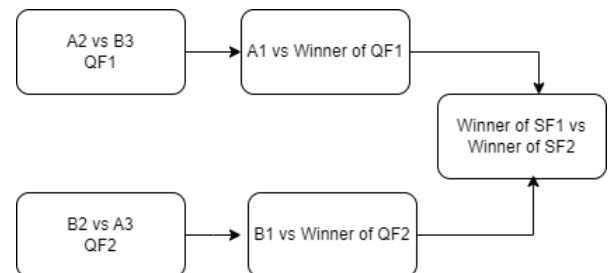 A2 vs B3
QF1
A1 vs Winner of QF1
Winner of SF1 vs
Winner of SF2
B2 vs A3
QF2
B1 vs Winner of QF2